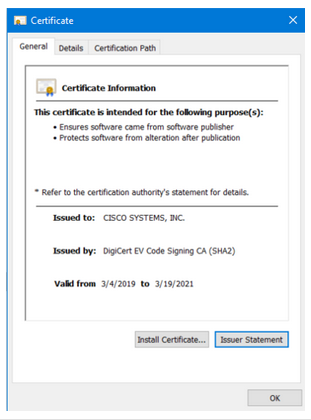 Certificate
General Details Certification Path
Certificate Information
This certificate is intended for the following purpose(s):
• Ensures software came from software publisher
• Protects software from alteration after publication
* Refer to the certification authority's statement for details.
Issued to: CISCO SYSTEMS, INC.
Issued by: DigiCert EV Code Signing CA (SHA2)
Valid from 3/4/2019 to 3/19/2021
Install Certificate... Issuer Statement
OK